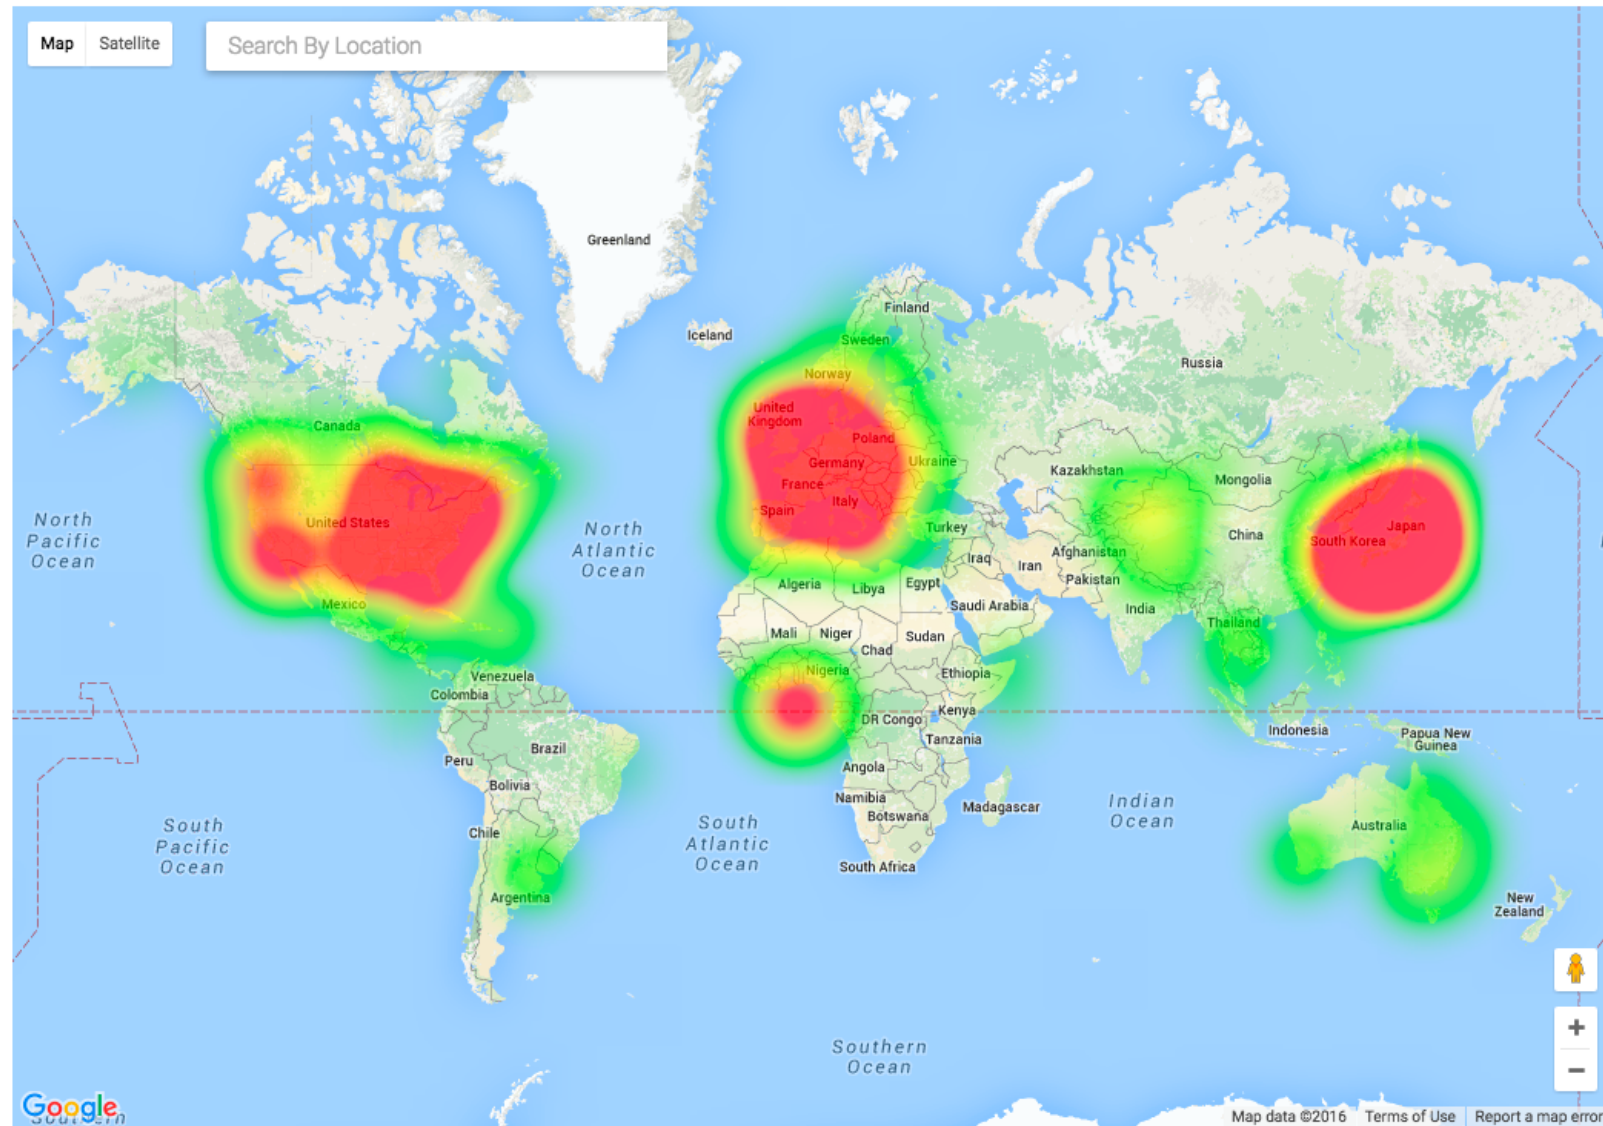 Map
Satellite
Search By Location
Greenland
Iceland
Finland
Sweden
Norway
Russia
United
Kingdom
Poland
Germany
Ukraine
France
Italy
Spain
Turkey
Kazakhstan
Mongolia
China
Japan
South Korea
Canada
United States
Mexico
North
Pacific
Ocean
North
Atlantic
Ocean
Afghanistan
Iraq
Iran
Pakistan
Algeria
Libya
Egypt
Saudi Arabia
India
Thailand
Mali
Niger
Chad
Sudan
Nigeria
Ethiopia
Venezuela
Colombia
DR Congo
Kenya
Tanzania
Indonesia
Papua New
Guinea
Brazil
Peru
Bolivia
Angola
Namibia
Botswana
Madagascar
Indian
Ocean
Australia
Chile
South
Pacific
Ocean
South
Atlantic
Ocean
South Africa
Argentina
New
Zealand
Southern
Ocean
+
−
Google
Southern
Map data ©2016
Terms of Use
Report a map error